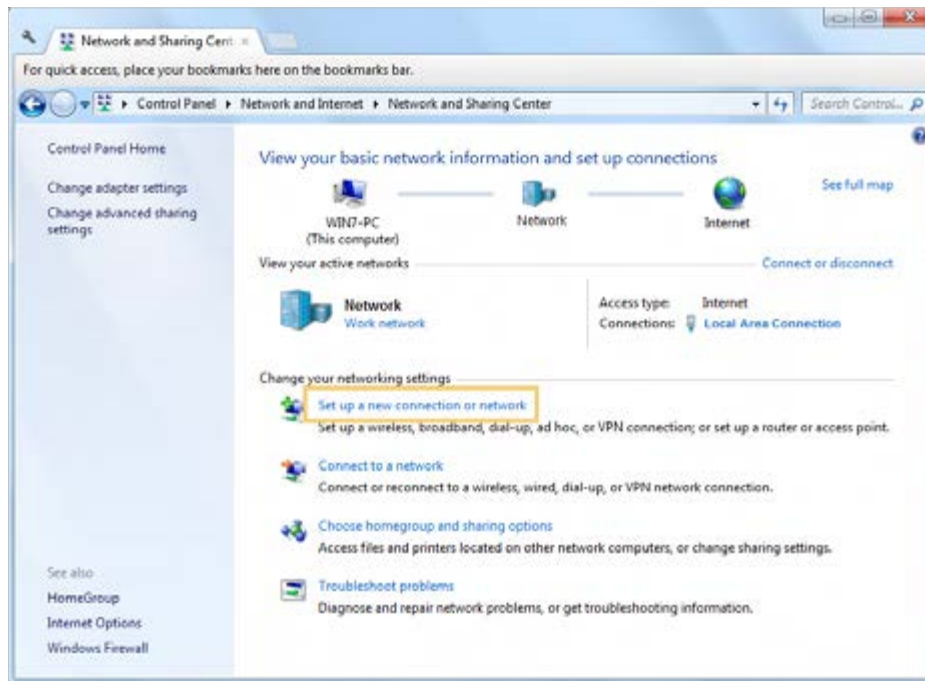 Network and Sharing Cent
For quick access, place your bookmarks here on the bookmarks bar.
Control Panel Network and Internet Network and Sharing Center Search Control...
Control Panel Home
Change adapter settings
Change advanced sharing
settings
View your basic network information and set up connections
See full map
WIN7-PC Network Internet
(This computer)
View your active networks Connect or disconnect
Network Access type: Internet
Work network Connections: Local Area Connection
Change your networking settings
Set up a new connection or network
Set up a wireless, broadband, dial-up, ad hoc, or VPN connection; or set up a router or access point.
Connect to a network
Connect or reconnect to a wireless, wired, dial-up, or VPN network connection.
Choose homegroup and sharing options
Access files and printers located on other network computers, or change sharing settings.
Troubleshoot problems
Diagnose and repair network problems, or get troubleshooting information.
See also
HomeGroup
Internet Options
Windows Firewall